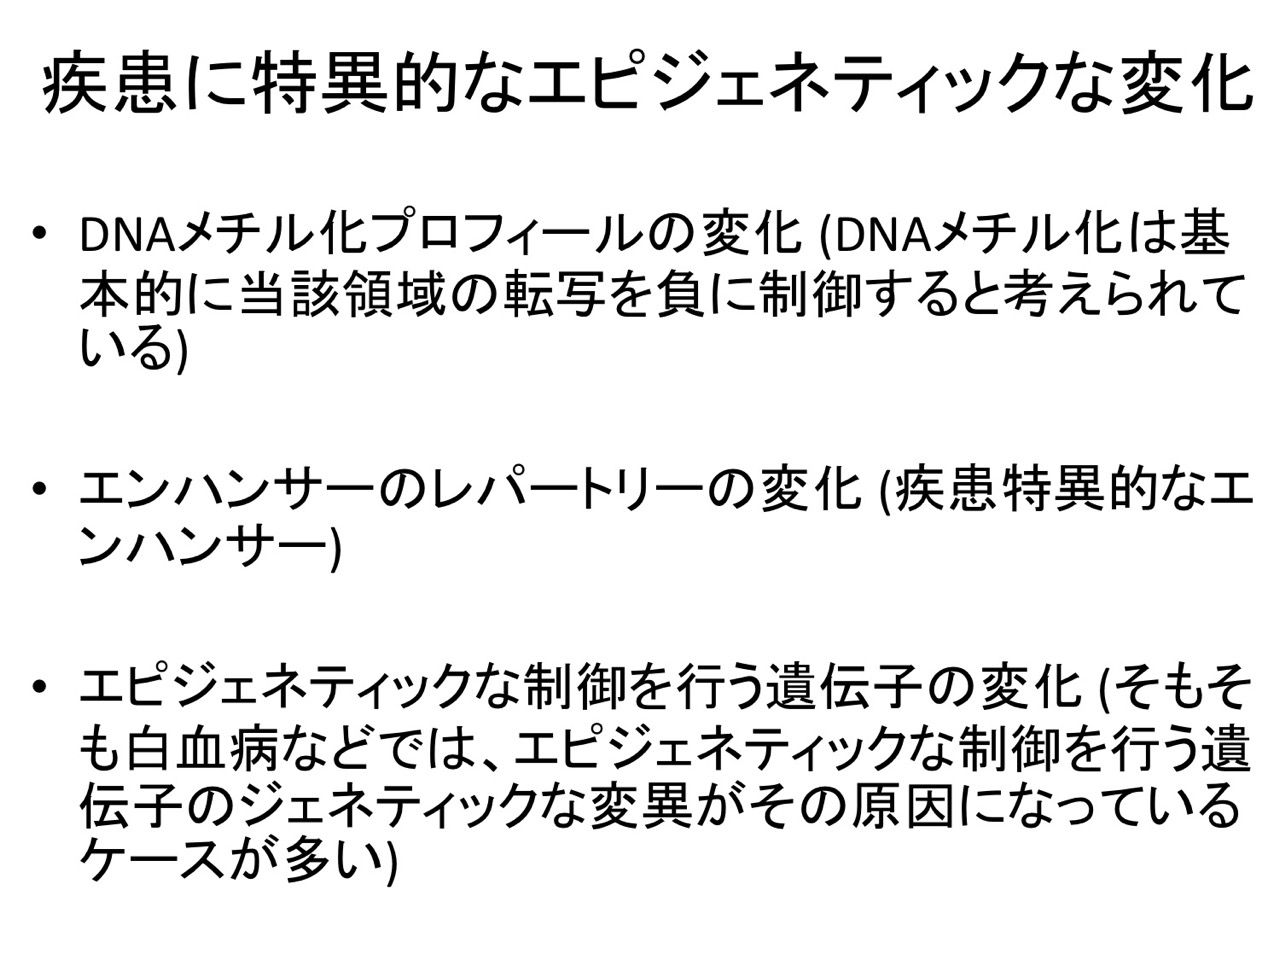 疾患に特異的なエピジェネティックな変化
• DNAメチル化プロフィールの変化 (DNAメチル化は基
本的に当該領域の転写を負に制御すると考えられて
いる)
• エンハンサーのレパートリーの変化 (疾患特異的なエ
ンハンサー)
• エピジェネティックな制御を行う遺伝子の変化 (そもそ
も白血病などでは、エピジェネティックな制御を行う遺
伝子のジェネティックな変異がその原因になっている
ケースが多い)